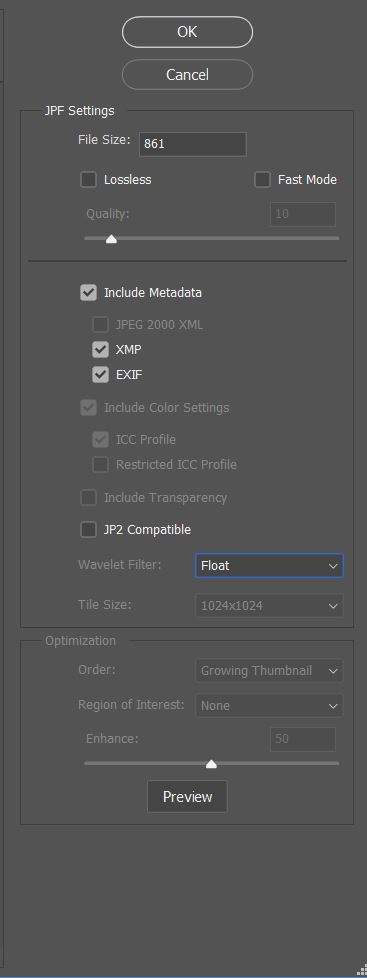 OK
Cancel
JPF Settings
File Size: 861
Lossless Fast Mode
Quality: 10
Include Metadata
JPEG 2000 XML
XMP
EXIF
Include Color Settings
ICC Profile
Restricted ICC Profile
Include Transparency
JP2 Compatible
Wavelet Filter: Float
Tile Size: 1024x1024
Optimization
Order: Growing Thumbnail
Region of Interest: None
Enhance: 50
Preview